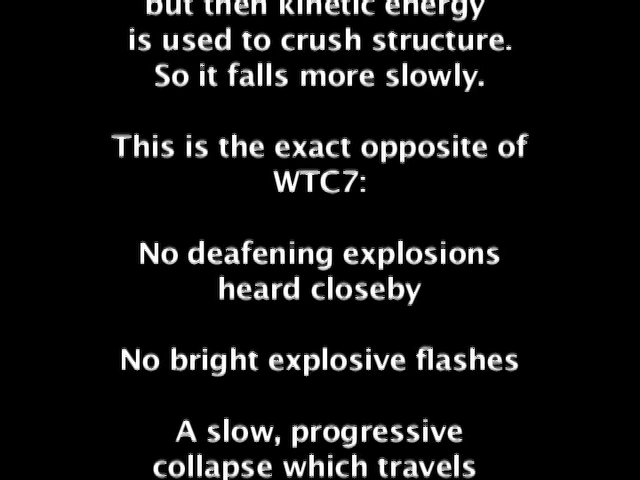 but then kinetic energy
is used to crush structure.
So it falls more slowly.
This is the exact opposite of
WTC7:
No deafening explosions
heard closeby
No bright explosive flashes
A slow, progressive
collapse which travels